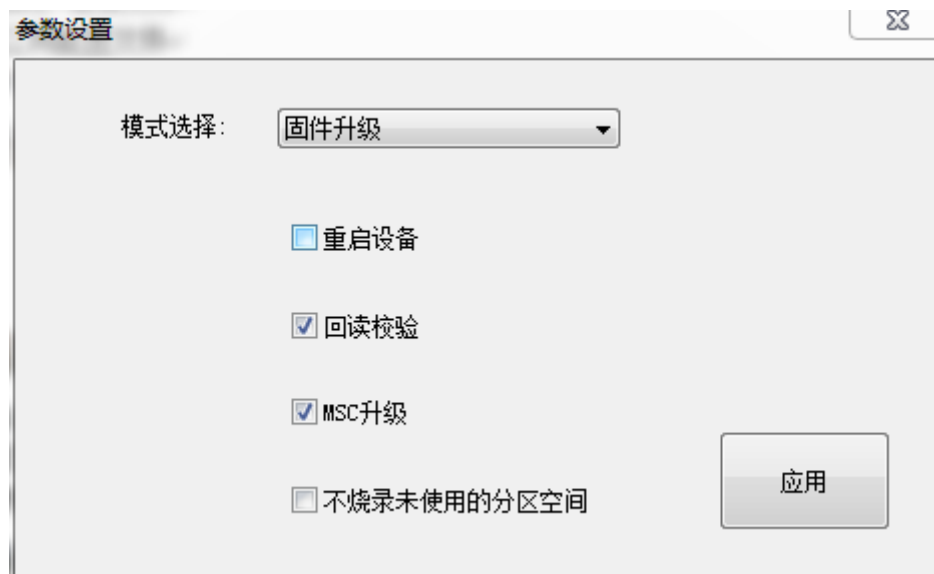 参数设置
模式选择: 固件升级
重启设备
回读校验
MSC升级
不烧录未使用的分区空间
应用